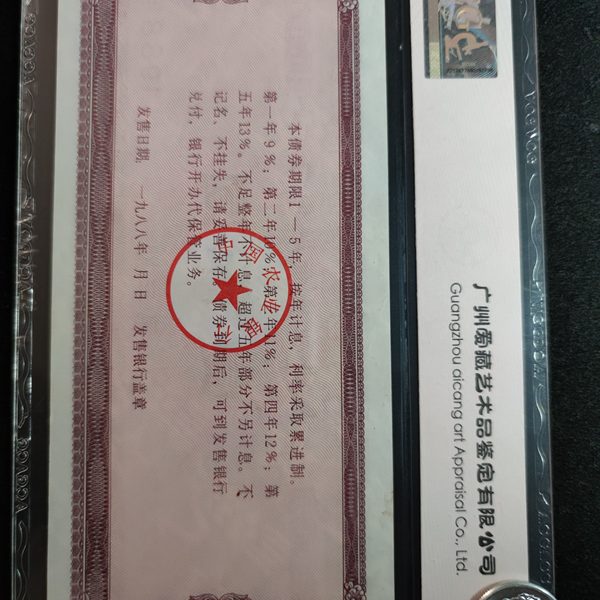 本债券期限1—5年，按年计息，利率采取累进制。
第一年9%；第二年10%；第三年11%；第四年12%；第
五年13%。不足整年不计息，超过五年部分不另计息。不
记名、不挂失，请妥善保存。债券到期后，可到发售银行
兑付，银行开办代保管业务。
发售日期：一九八八年 月 日 发售银行盖章
广州爱藏艺术品鉴定有限公司
Guangzhou aicang art Appraisal Co., Ltd.